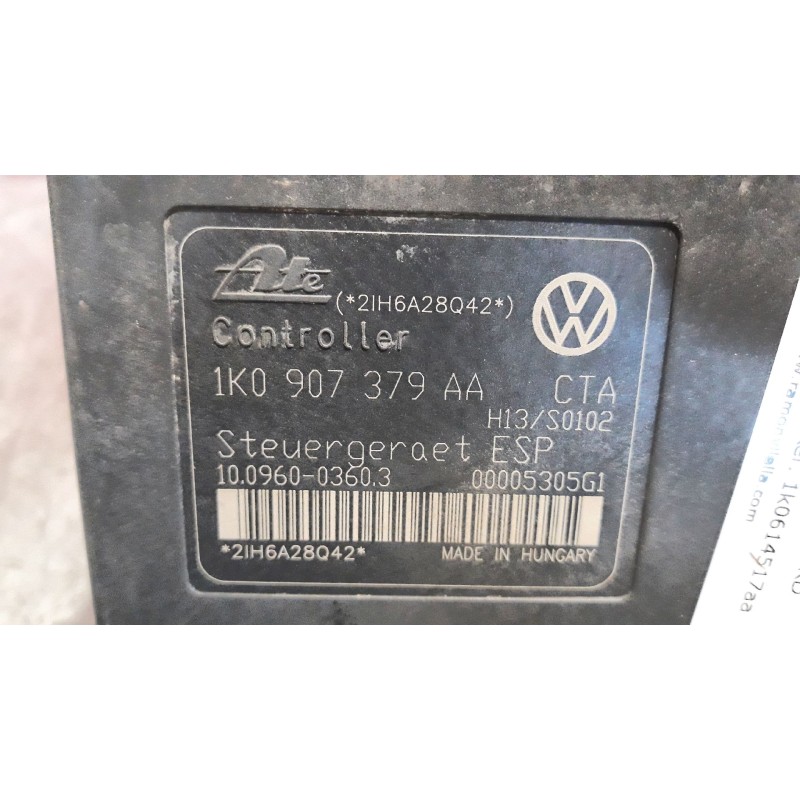 Ate
(*2IH6A28Q42*)
Controller
1K0 907 379 AA CTA
H13/S0102
Steuergeraet ESP
10.0960-0360.3 00005305G1
*2IH6A28Q42* MADE IN HUNGARY
1K0614517aa